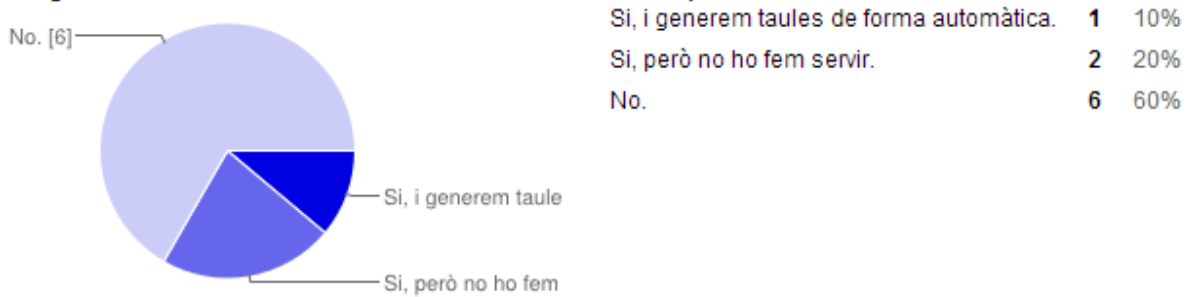 No. [6]
Si, i generem taule
Si, però no ho fem
Si, i generem taules de forma automàtica. 1 10%
Si, però no ho fem servir. 2 20%
No. 6 60%